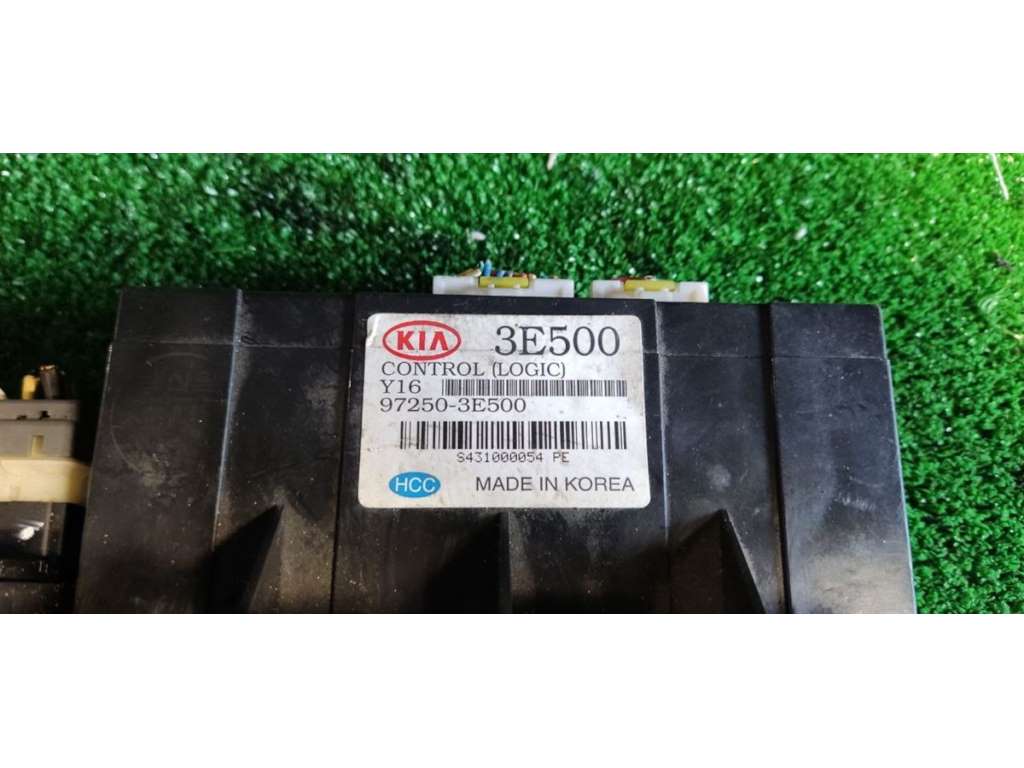 KIA 3E500
CONTROL (LOGIC)
Y16
97250-3E500
S431000054 PE
HCC MADE IN KOREA